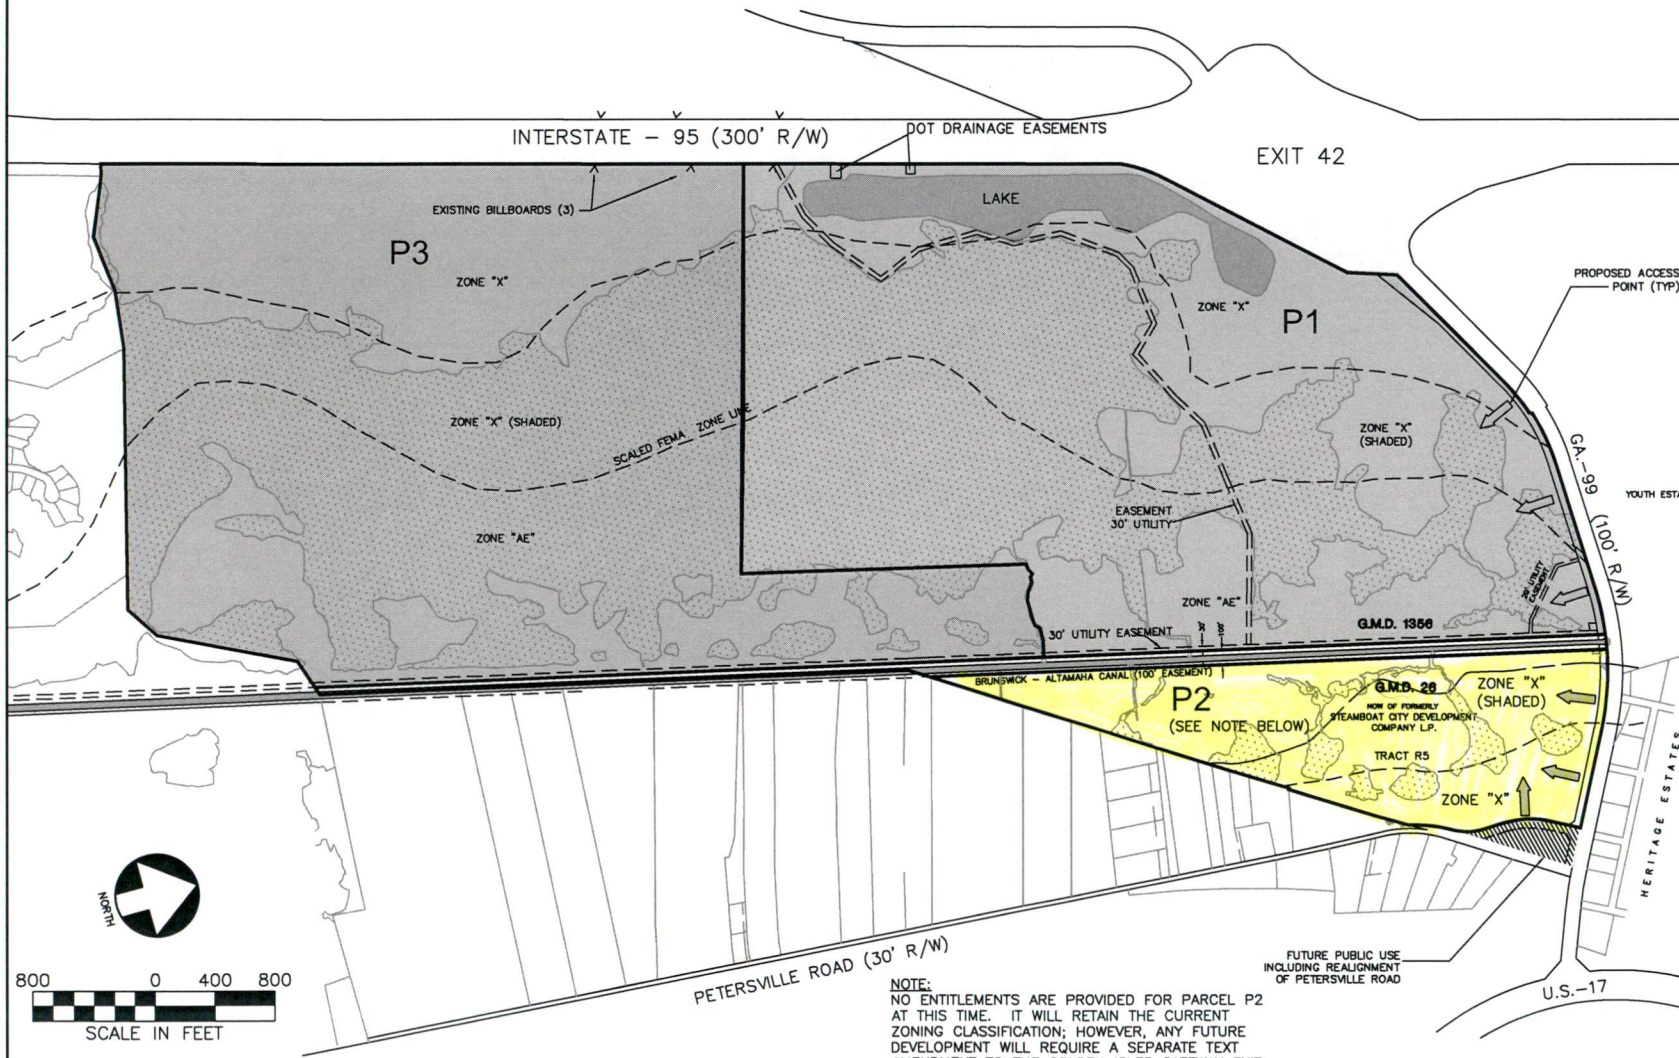 INTERSTATE - 95 (300' R/W)
DOT DRAINAGE EASEMENTS
EXIT 42
EXISTING BILLBOARDS (3)
LAKE
P3
ZONE "X"
ZONE "X"
P1
PROPOSED ACCESS
POINT (TYP)
ZONE "X" (SHADED)
SCALED FEMA ZONE LINE
ZONE "X"
(SHADED)
GA.-99 (100' R/W)
YOUTH ESTA
EASEMENT
30' UTILITY
ZONE "AE"
20' UTILITY
EASEMENT
ZONE "AE"
30'
100'
G.M.D. 1356
30' UTILITY EASEMENT
BRUNSWICK - ALTAMAHA CANAL (100' EASEMENT)
P2
(SEE NOTE BELOW)
G.M.D. 26
NOW OF FORMERLY
STEAMBOAT CITY DEVELOPMENT
COMPANY L.P.
TRACT R5
ZONE "X"
(SHADED)
ZONE "X"
HERITAGE ESTATES
NORTH
800 0 400 800
SCALE IN FEET
PETERSVILLE ROAD (30' R/W)
FUTURE PUBLIC USE
INCLUDING REALIGNMENT
OF PETERSVILLE ROAD
U.S.-17
NOTE:
NO ENTITLEMENTS ARE PROVIDED FOR PARCEL P2
AT THIS TIME. IT WILL RETAIN THE CURRENT
ZONING CLASSIFICATION; HOWEVER, ANY FUTURE
DEVELOPMENT WILL REQUIRE A SEPARATE TEXT